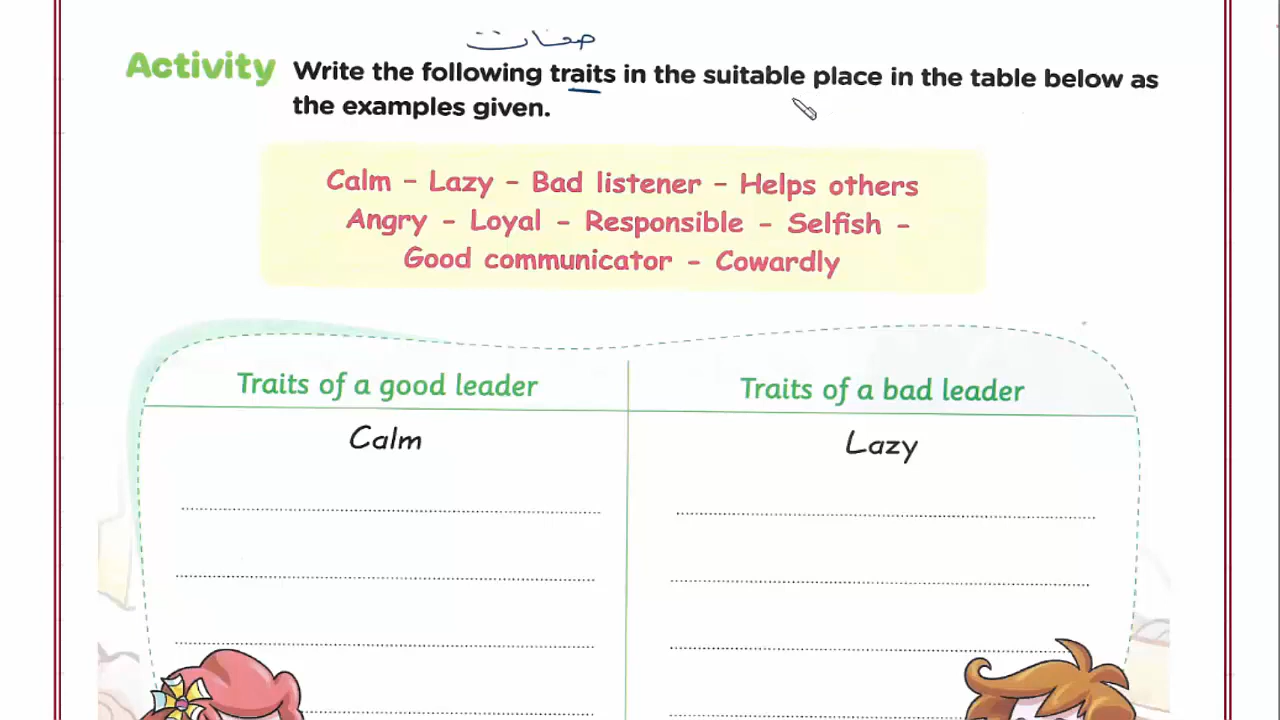 صفات
Activity Write the following traits in the suitable place in the table below as
the examples given.
Calm – Lazy – Bad listener – Helps others
Angry – Loyal – Responsible – Selfish –
Good communicator – Cowardly
Traits of a good leader
Traits of a bad leader
Calm
Lazy